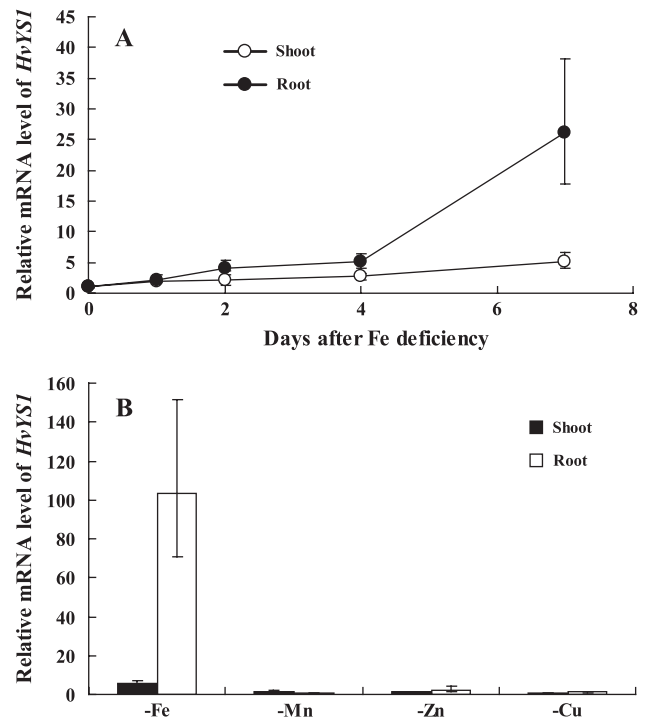 A
Shoot
Root
Relative mRNA level of HvYS1
45
40
35
30
25
20
15
10
5
0
0 2 4 6 8
Days after Fe deficiency
B
Shoot
Root
Relative mRNA level of HvYS1
160
140
120
100
80
60
40
20
0
-Fe -Mn -Zn -Cu